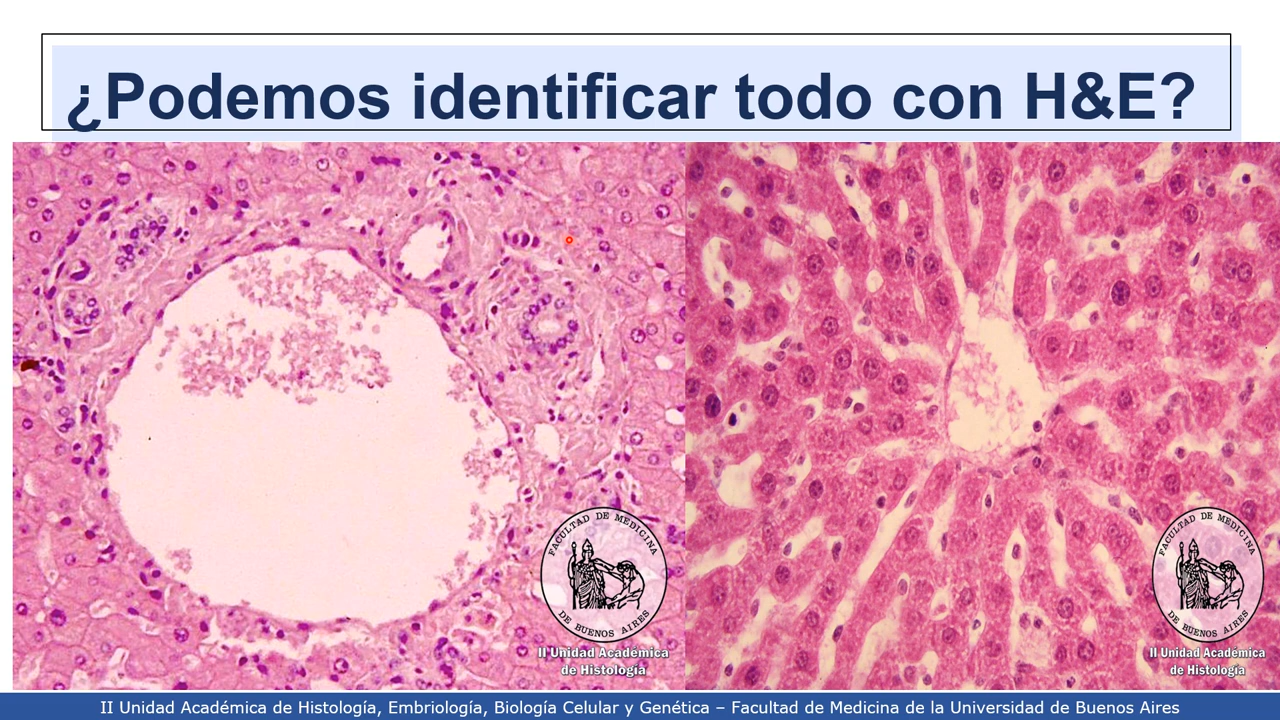 ¿Podemos identificar todo con H&E?
FACULTAD DE MEDICINA
DE BUENOS AIRES
II Unidad Académica
de Histología
FACULTAD DE MEDICINA
DE BUENOS AIRES
II Unidad Académica
de Histología
II Unidad Académica de Histología, Embriología, Biología Celular y Genética – Facultad de Medicina de la Universidad de Buenos Aires